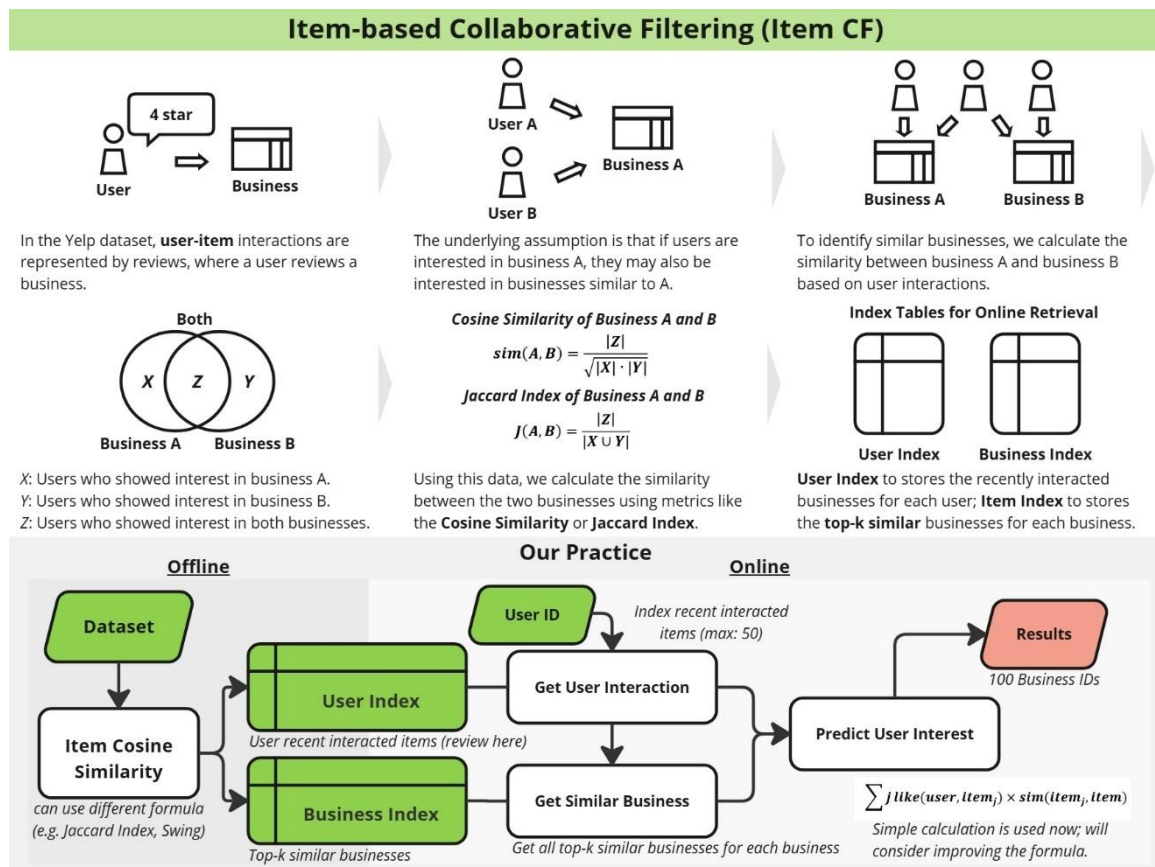 Item-based Collaborative Filtering (Item CF)
4 star
User
Business
In the Yelp dataset, user-item interactions are
represented by reviews, where a user reviews a
business.
User A
User B
Business A
The underlying assumption is that if users are
interested in business A, they may also be
interested in businesses similar to A.
Business A
Business B
To identify similar businesses, we calculate the
similarity between business A and business B
based on user interactions.
Both
X
Z
Y
Business A
Business B
X: Users who showed interest in business A.
Y: Users who showed interest in business B.
Z: Users who showed interest in both businesses.
Cosine Similarity of Business A and B
sim(A, B) = |Z| / √|X| · |Y|
Jaccard Index of Business A and B
J(A, B) = |Z| / |X ∪ Y|
Using this data, we calculate the similarity
between the two businesses using metrics like
the Cosine Similarity or Jaccard Index.
Index Tables for Online Retrieval
User Index
Business Index
User Index to stores the recently interacted
businesses for each user; Item Index to stores
the top-k similar businesses for each business.
Our Practice
Offline
Online
Dataset
Item Cosine
Similarity
can use different formula
(e.g. Jaccard Index, Swing)
User Index
User recent interacted items (review here)
Business Index
Top-k similar businesses
User ID
Index recent interacted
items (max: 50)
Get User Interaction
Get Similar Business
Get all top-k similar businesses for each business
Predict User Interest
Results
100 Business IDs
∑ j like(user, item_j) × sim(item_j, item)
Simple calculation is used now; will
consider improving the formula.